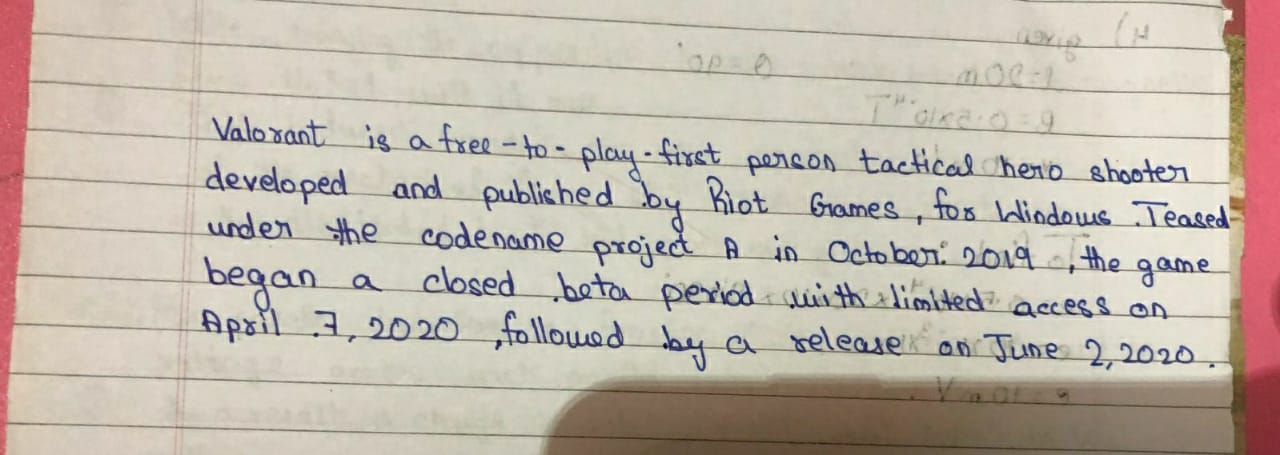 Valorant is a free-to-play-first person tactical hero shooter
developed and published by Riot Games, for Windows. Teased
under the codename project A in October 2019, the game
began a closed beta period with limited access on
April 7, 2020, followed by a release on June 2, 2020.